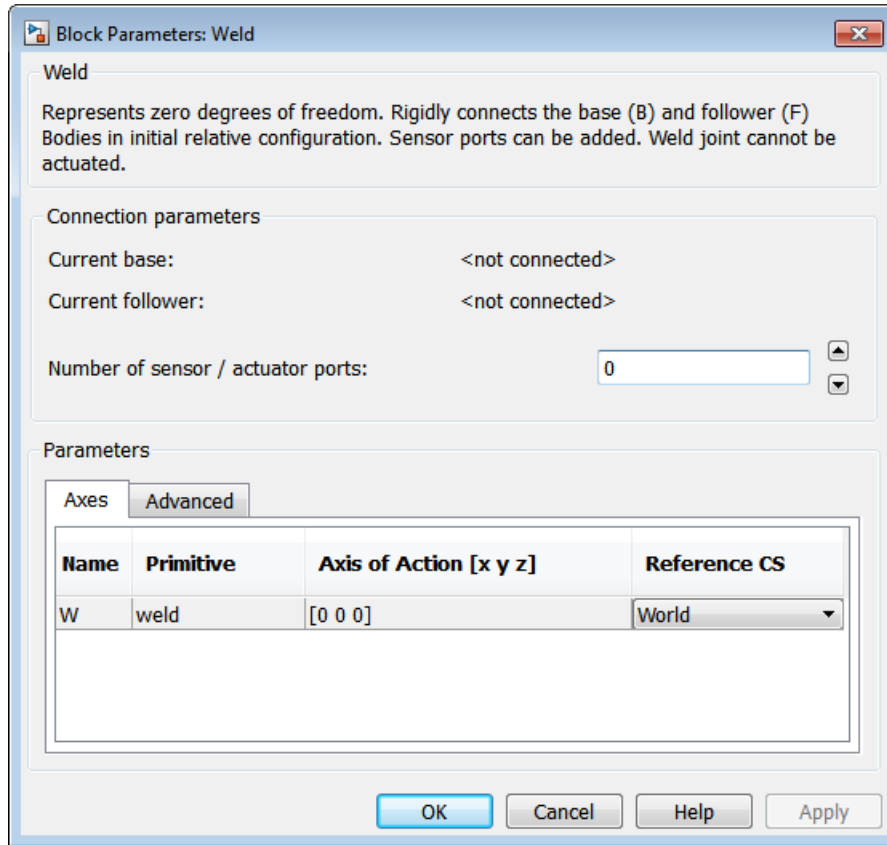 Block Parameters: Weld
Weld
Represents zero degrees of freedom. Rigidly connects the base (B) and follower (F)
Bodies in initial relative configuration. Sensor ports can be added. Weld joint cannot be
actuated.
Connection parameters
Current base: <not connected>
Current follower: <not connected>
Number of sensor / actuator ports: 0
Parameters
Axes Advanced
Name Primitive Axis of Action [x y z] Reference CS
W weld [0 0 0] World
OK Cancel Help Apply